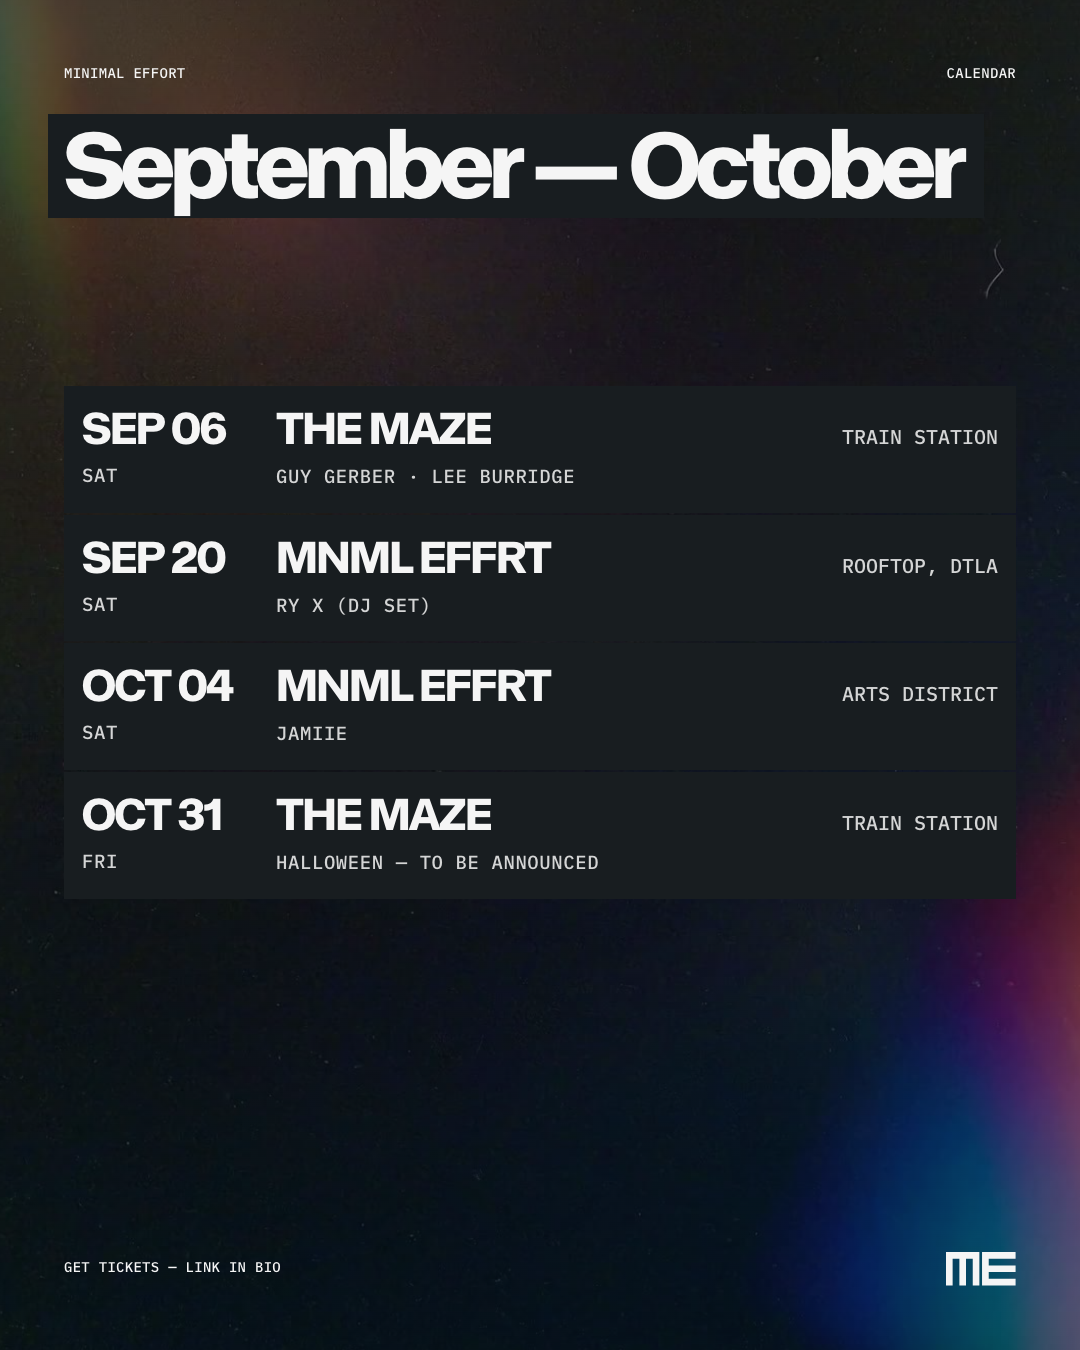 MINIMAL EFFORT
CALENDAR
September — October
SEP 06
THE MAZE
TRAIN STATION
SAT
GUY GERBER · LEE BURRIDGE
SEP 20
MNML EFFRT
ROOFTOP, DTLA
SAT
RY X (DJ SET)
OCT 04
MNML EFFRT
ARTS DISTRICT
SAT
JAMIIE
OCT 31
THE MAZE
TRAIN STATION
FRI
HALLOWEEN — TO BE ANNOUNCED
GET TICKETS — LINK IN BIO
ME